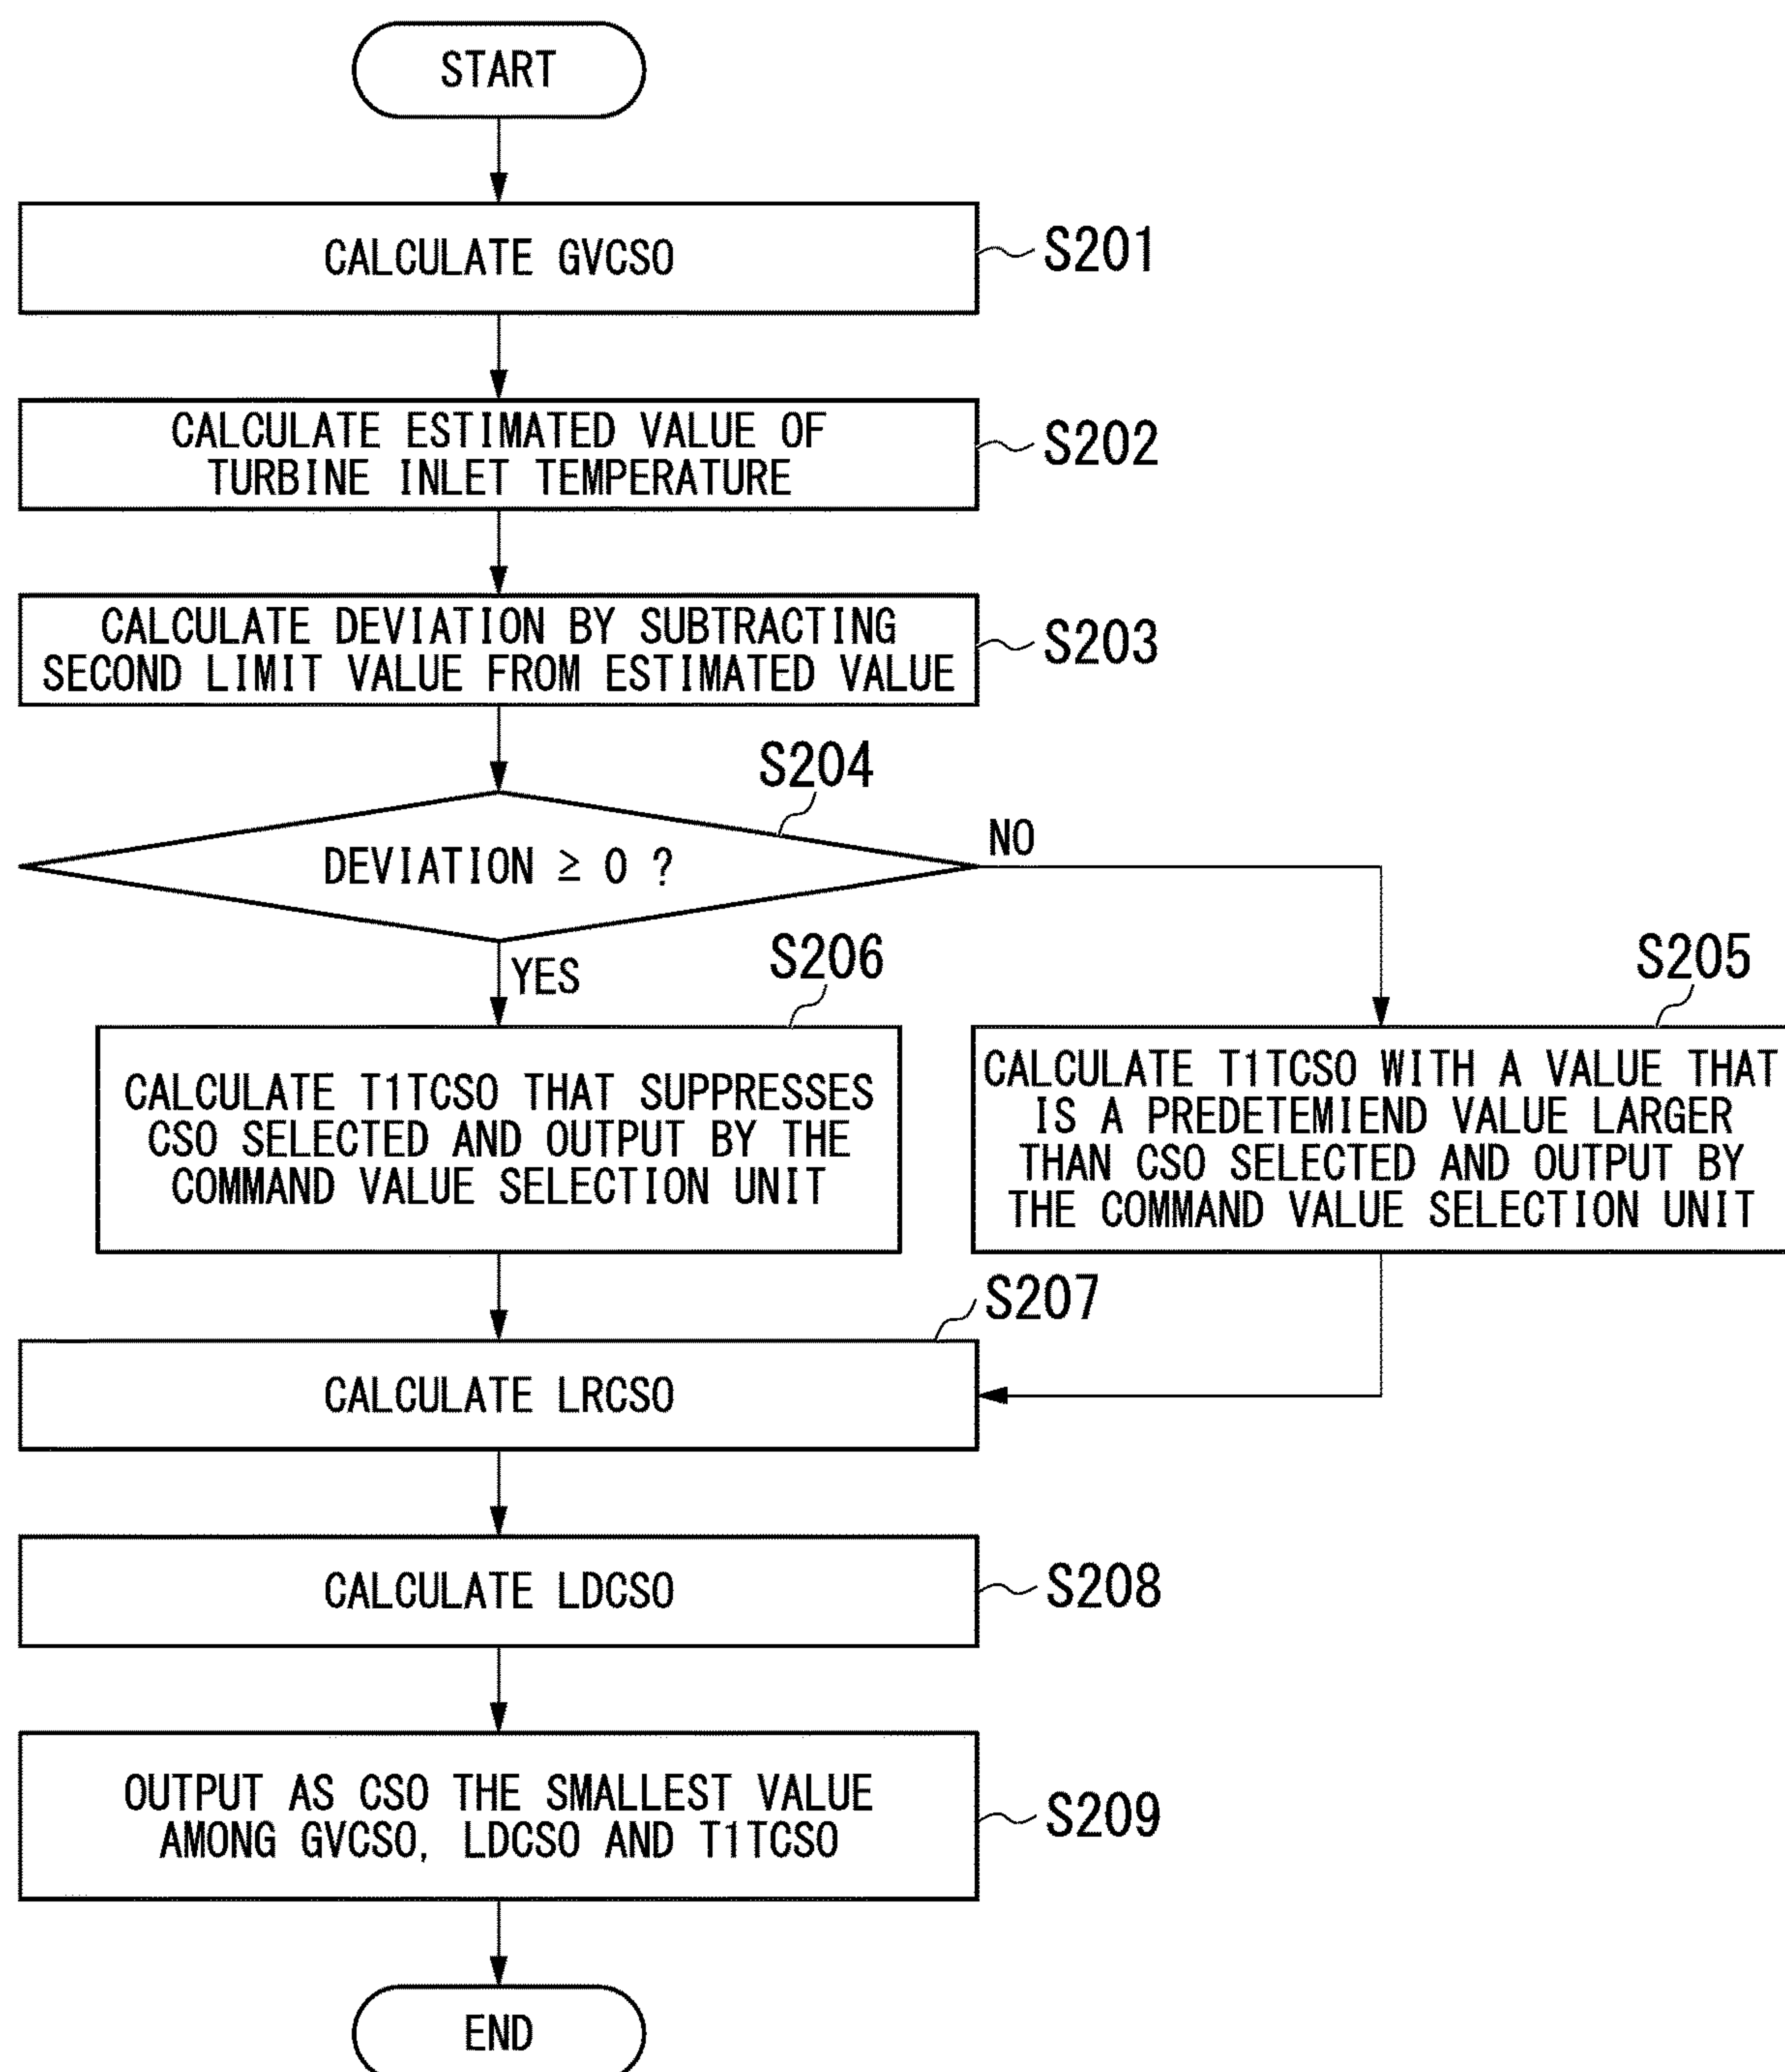 START
CALCULATE GVCSO
S201
CALCULATE ESTIMATED VALUE OF
TURBINE INLET TEMPERATURE
S202
CALCULATE DEVIATION BY SUBTRACTING
SECOND LIMIT VALUE FROM ESTIMATED VALUE
S203
S204
DEVIATION ≥ 0 ?
NO
YES
S206
CALCULATE T1TCSO THAT SUPPRESSES
CSO SELECTED AND OUTPUT BY THE
COMMAND VALUE SELECTION UNIT
S205
CALCULATE T1TCSO WITH A VALUE THAT
IS A PREDETEMIEND VALUE LARGER
THAN CSO SELECTED AND OUTPUT BY
THE COMMAND VALUE SELECTION UNIT
S207
CALCULATE LRCSO
CALCULATE LDCSO
S208
OUTPUT AS CSO THE SMALLEST VALUE
AMONG GVCSO, LDCSO AND T1TCSO
S209
END